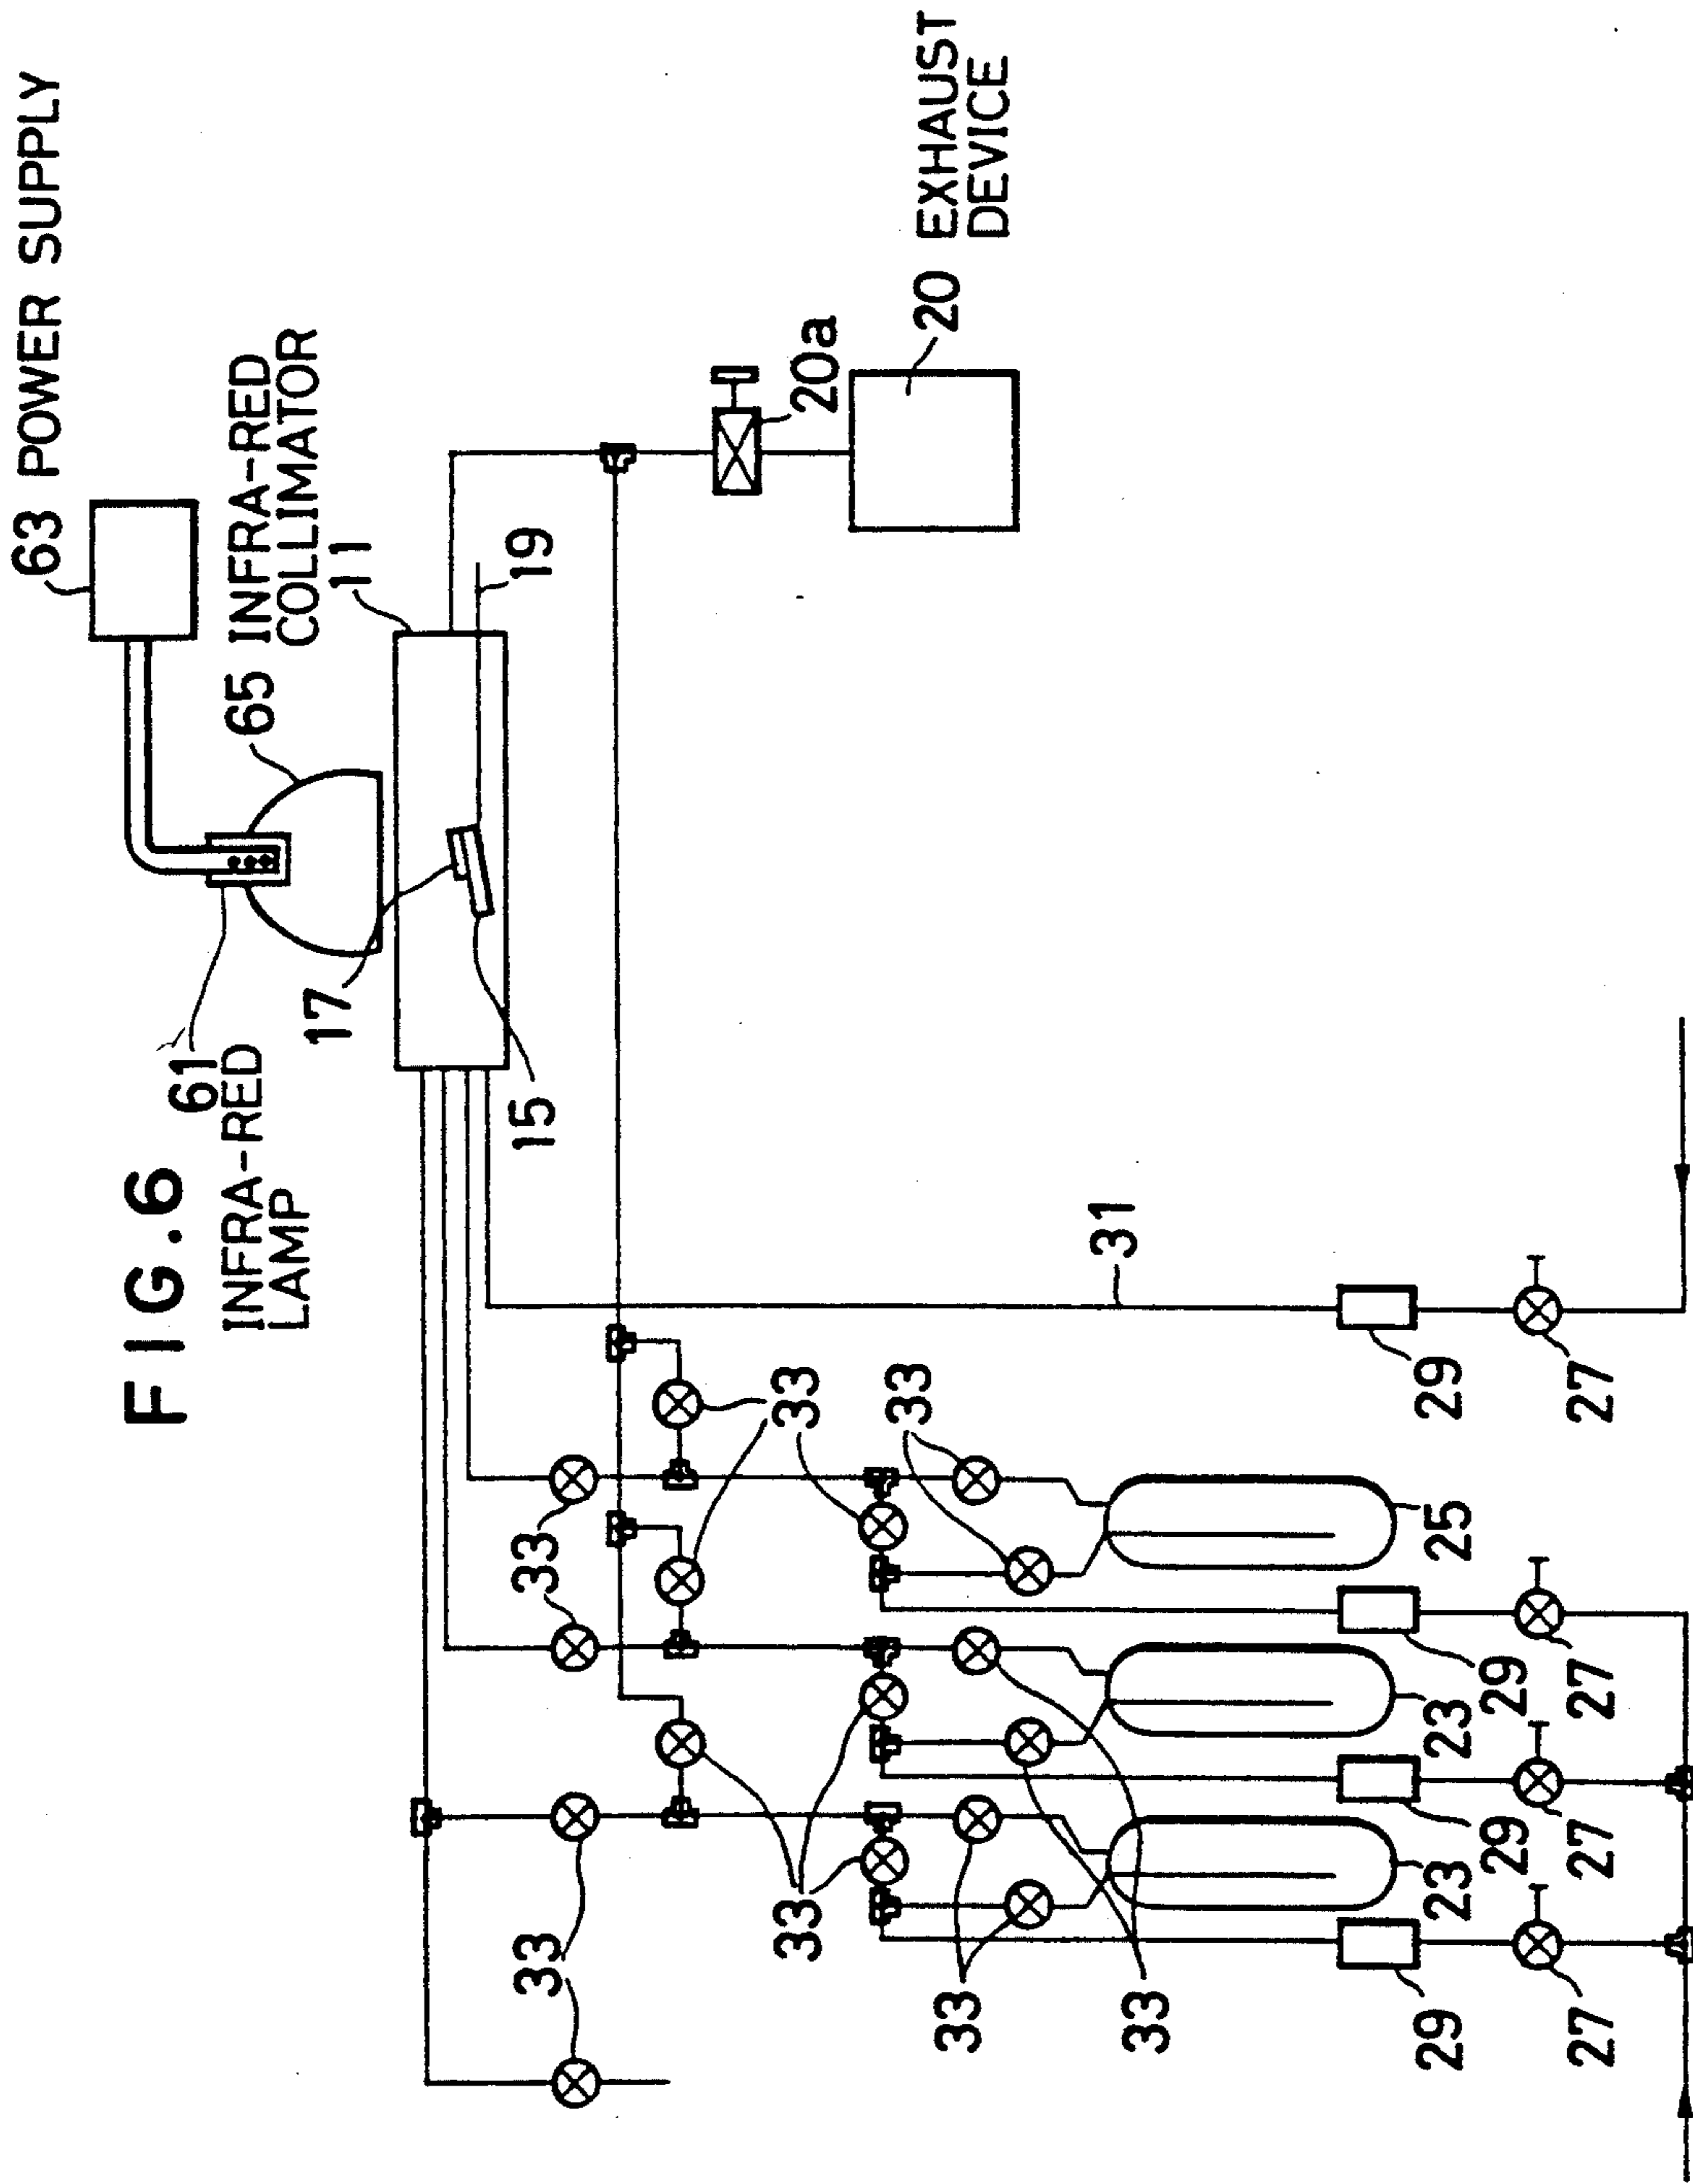 FIG.6
63 POWER SUPPLY
61
INFRA-RED
LAMP
65 INFRA-RED
COLLIMATOR
11
17
15
19
20a
20 EXHAUST
DEVICE
31
33
33
33
33
33
33
33
25
23
23
29
29
29
29
27
27
27
27